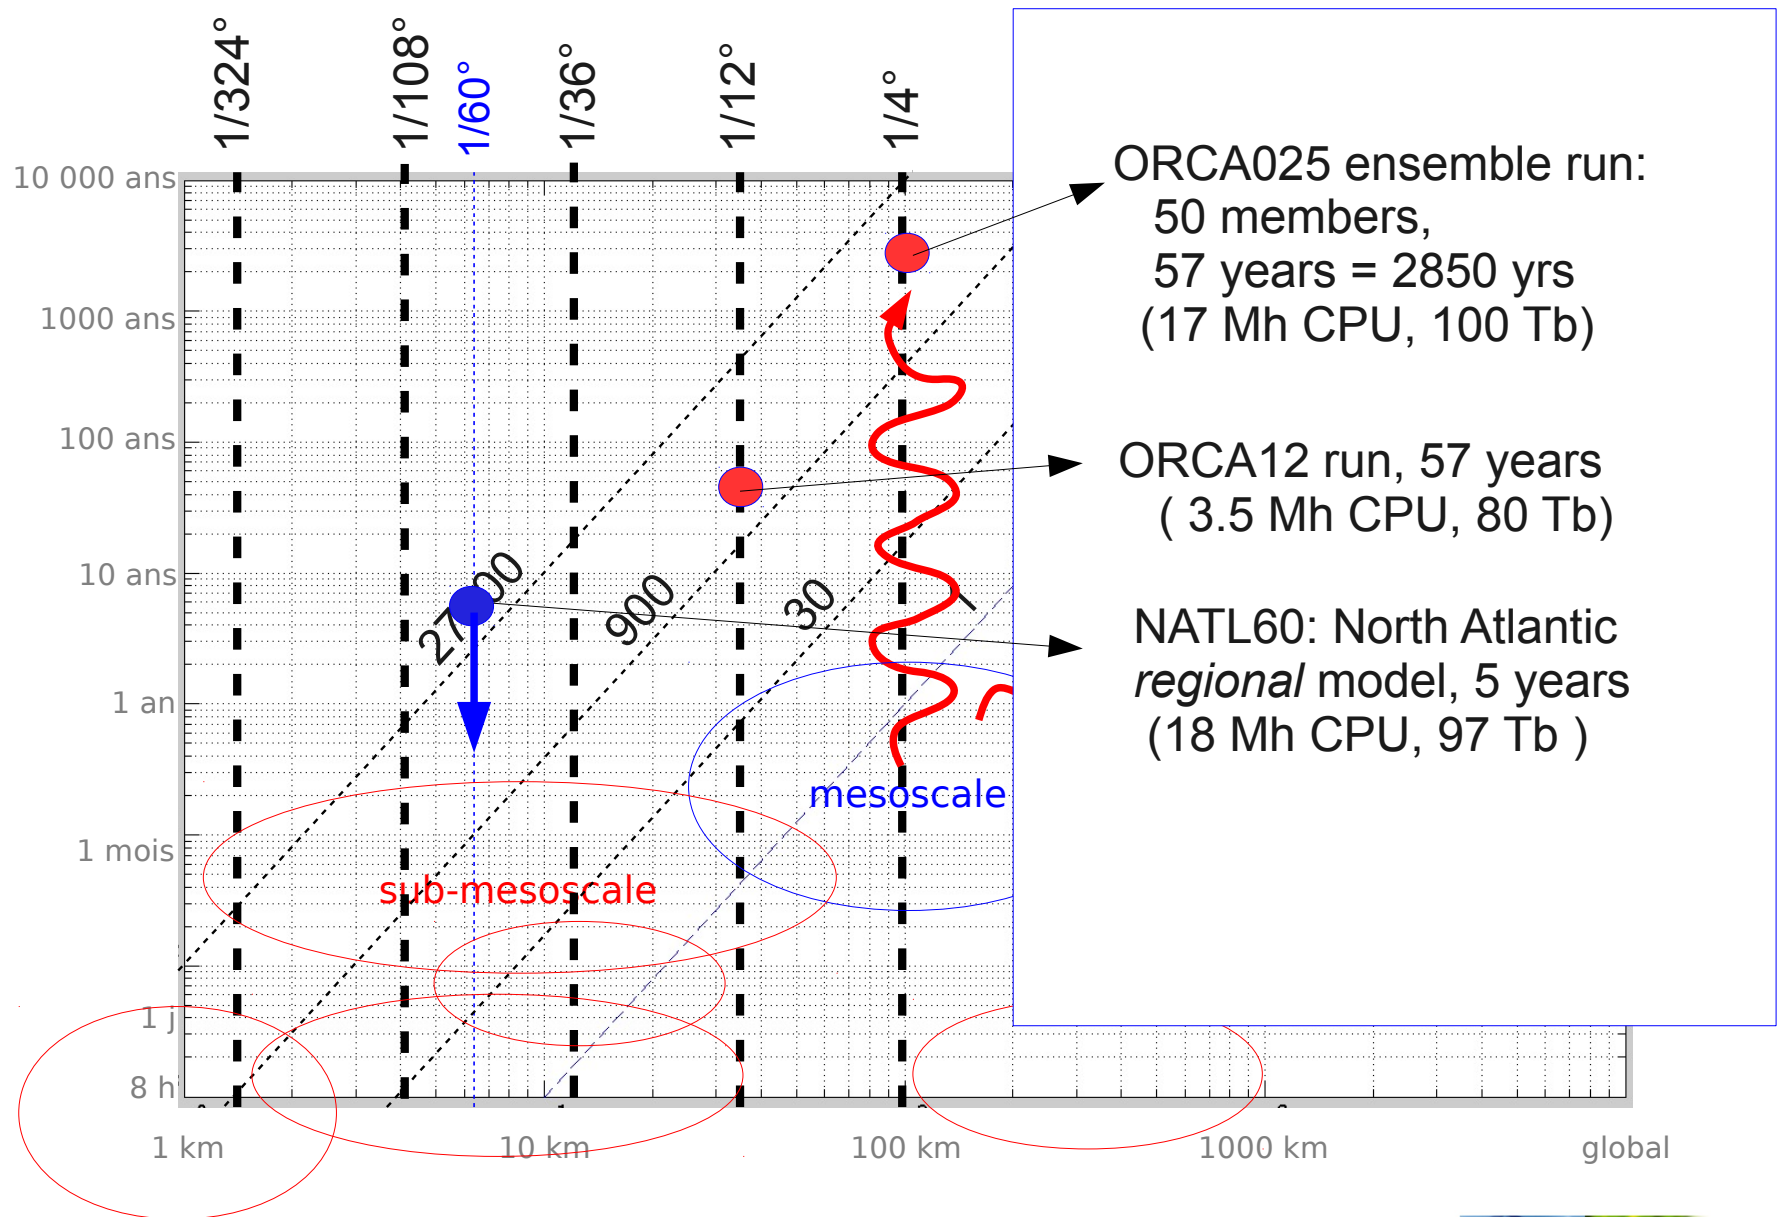 1/324°
1/108°
1/60°
1/36°
1/12°
1/4°
10 000 ans
1000 ans
100 ans
10 ans
1 an
1 mois
1 j
8 h
1 km
10 km
100 km
1000 km
global
900
30
1
mesoscale
sub-mesoscale
ORCA025 ensemble run:
50 members,
57 years = 2850 yrs
(17 Mh CPU, 100 Tb)
ORCA12 run, 57 years
( 3.5 Mh CPU, 80 Tb)
NATL60: North Atlantic
regional model, 5 years
(18 Mh CPU, 97 Tb )